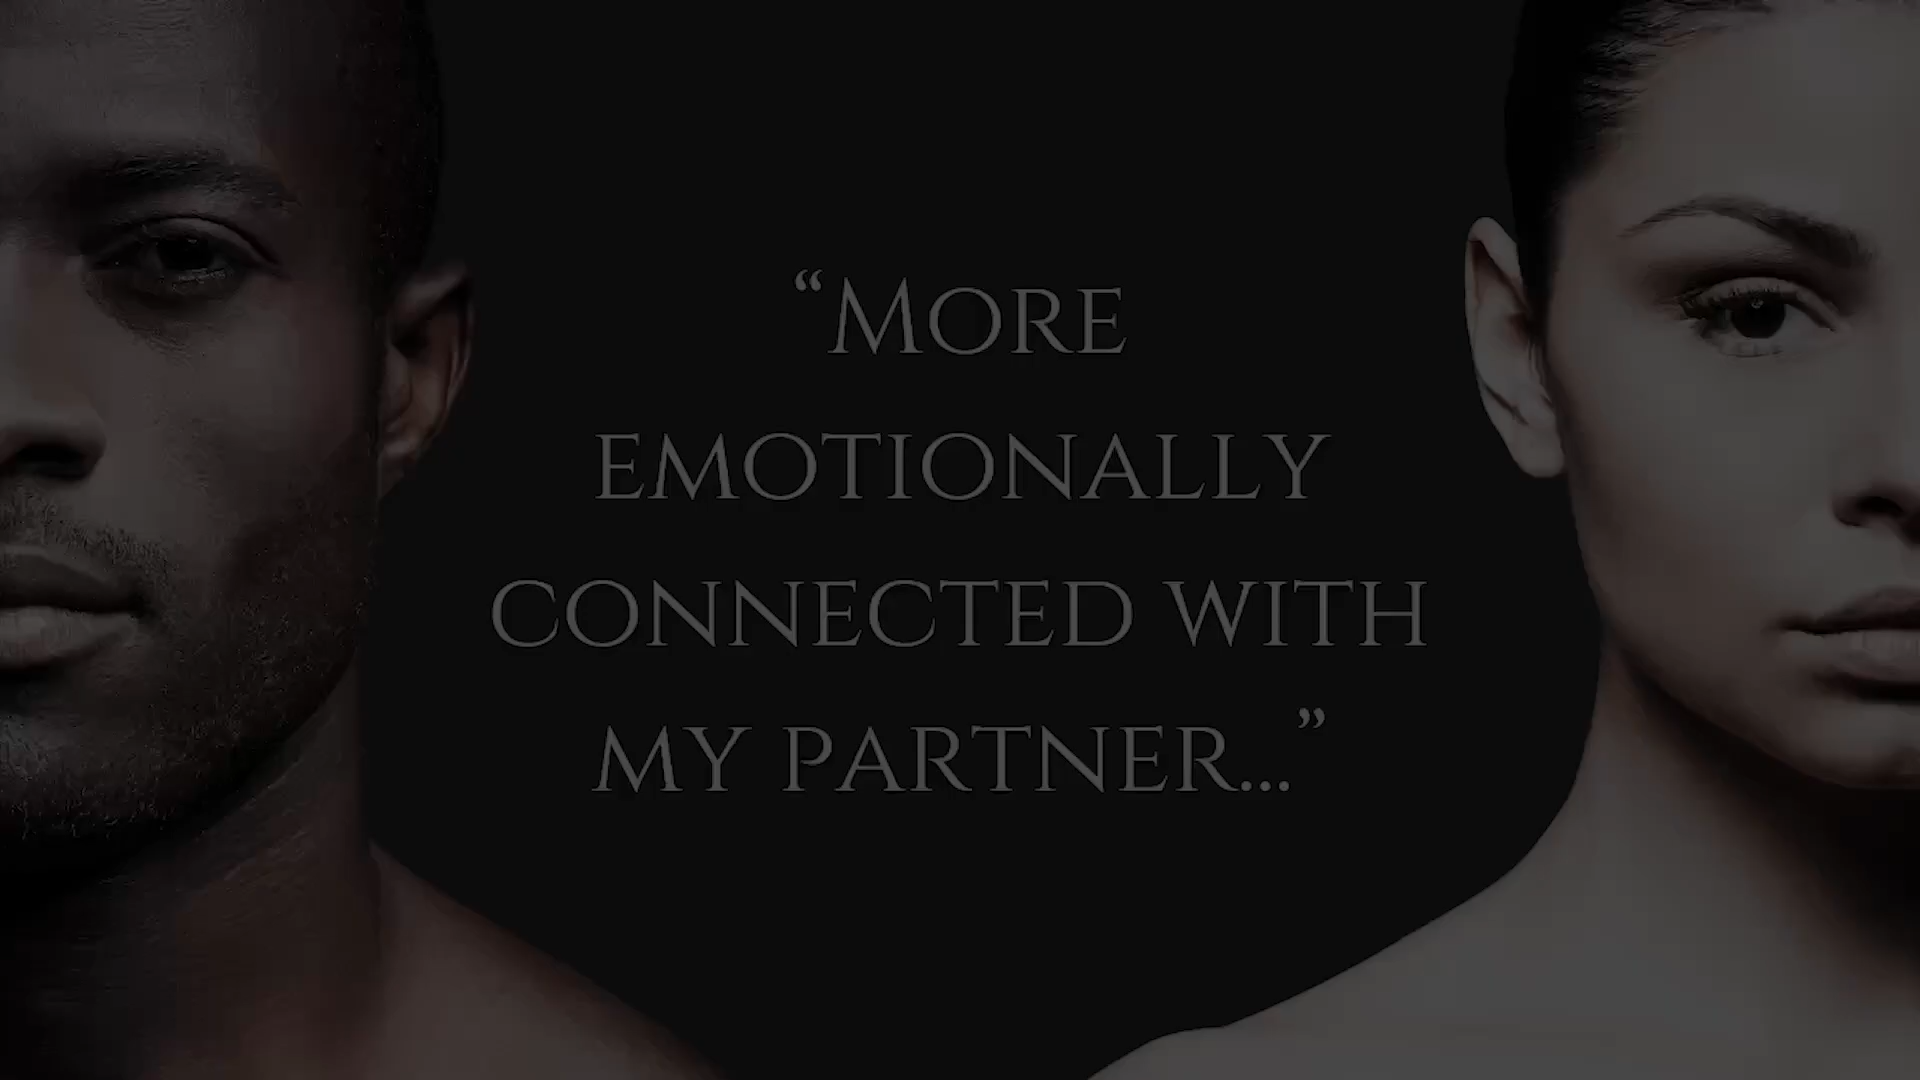 “More
emotionally
connected with
my partner...”